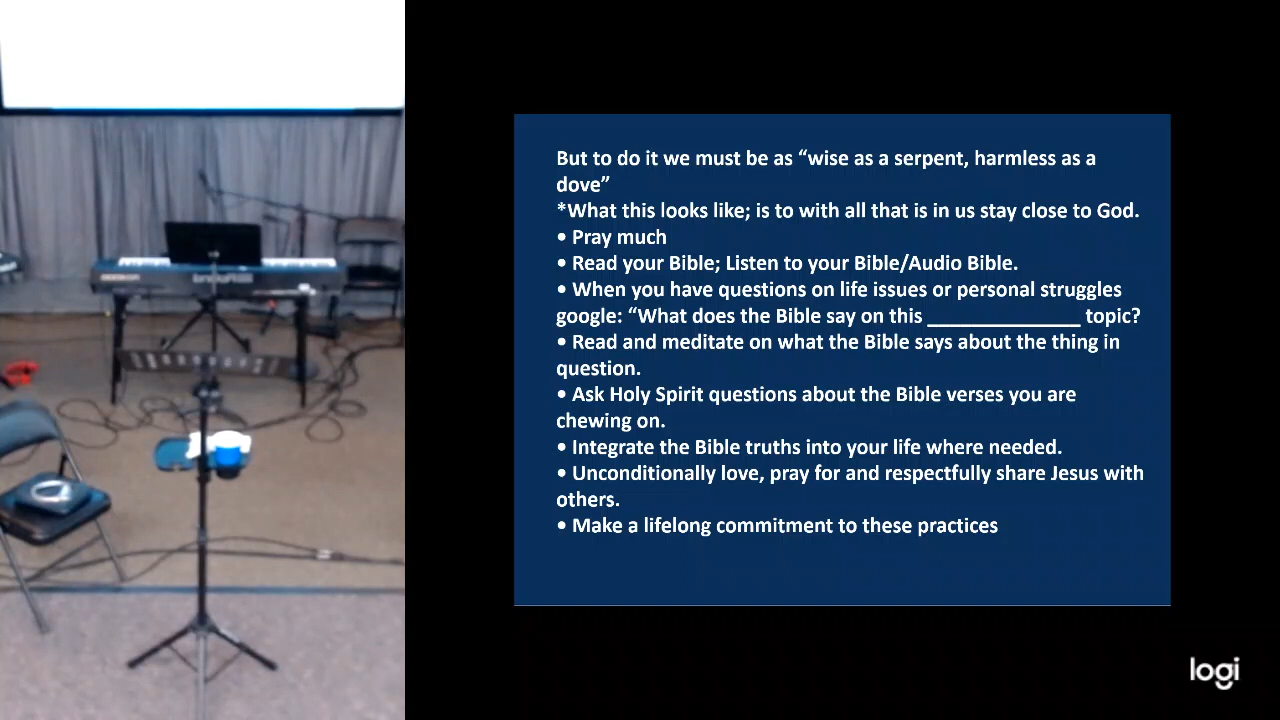 But to do it we must be as “wise as a serpent, harmless as a
dove”
*What this looks like; is to with all that is in us stay close to God.
• Pray much
• Read your Bible; Listen to your Bible/Audio Bible.
• When you have questions on life issues or personal struggles
google: “What does the Bible say on this ______________ topic?
• Read and meditate on what the Bible says about the thing in
question.
• Ask Holy Spirit questions about the Bible verses you are
chewing on.
• Integrate the Bible truths into your life where needed.
• Unconditionally love, pray for and respectfully share Jesus with
others.
• Make a lifelong commitment to these practices
logi